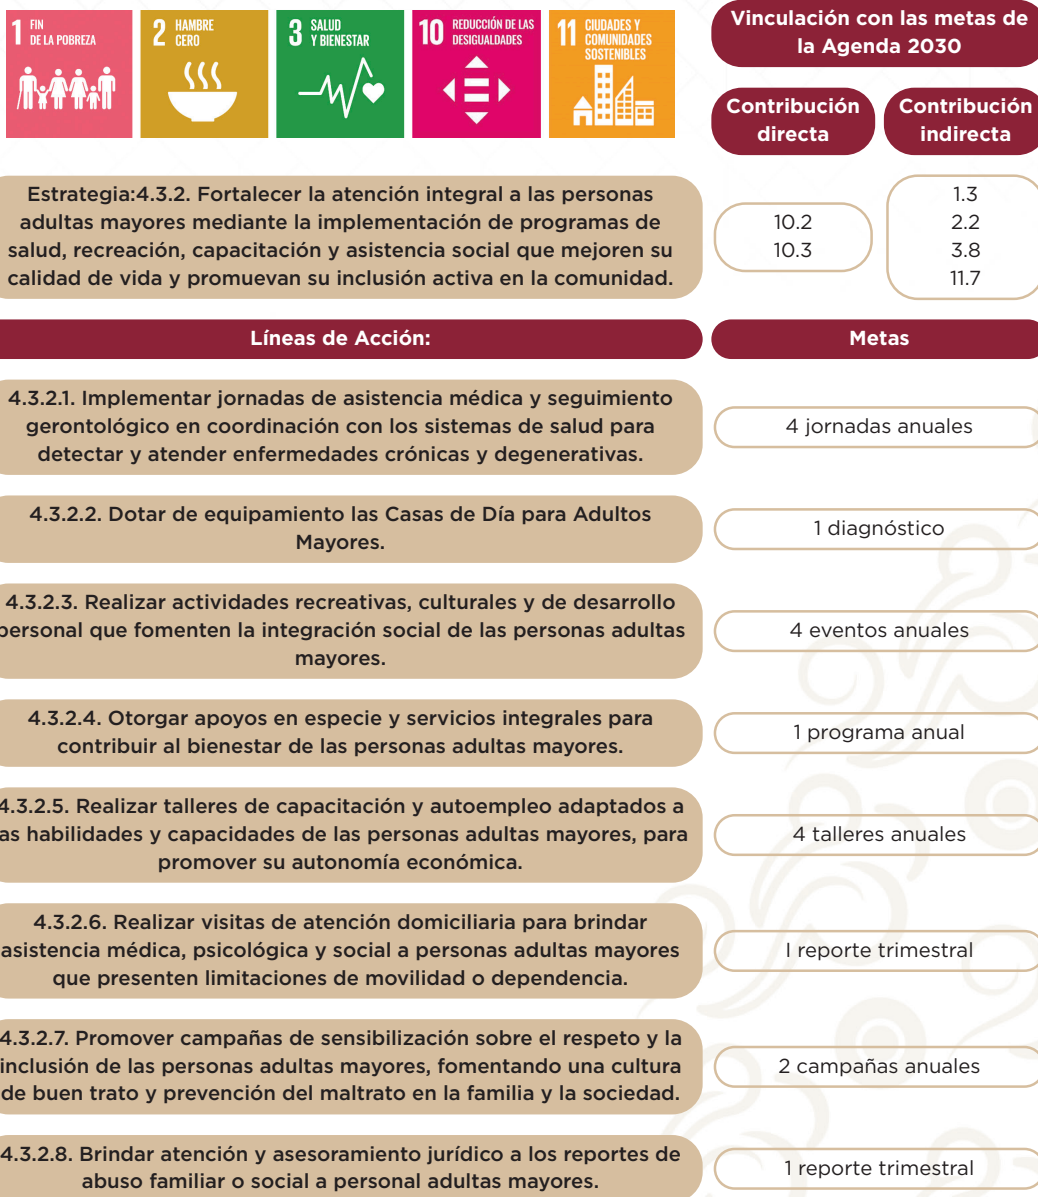 1 FIN
DE LA POBREZA
2 HAMBRE
CERO
3 SALUD
Y BIENESTAR
10 REDUCCIÓN DE LAS
DESIGUALDADES
11 CIUDADES Y
COMUNIDADES
SOSTENIBLES
Vinculación con las metas de
la Agenda 2030
Contribución
directa
Contribución
indirecta
Estrategia:4.3.2. Fortalecer la atención integral a las personas
adultas mayores mediante la implementación de programas de
salud, recreación, capacitación y asistencia social que mejoren su
calidad de vida y promuevan su inclusión activa en la comunidad.
10.2
10.3
1.3
2.2
3.8
11.7
Líneas de Acción:
Metas
4.3.2.1. Implementar jornadas de asistencia médica y seguimiento
gerontológico en coordinación con los sistemas de salud para
detectar y atender enfermedades crónicas y degenerativas.
4 jornadas anuales
4.3.2.2. Dotar de equipamiento las Casas de Día para Adultos
Mayores.
1 diagnóstico
4.3.2.3. Realizar actividades recreativas, culturales y de desarrollo
personal que fomenten la integración social de las personas adultas
mayores.
4 eventos anuales
4.3.2.4. Otorgar apoyos en especie y servicios integrales para
contribuir al bienestar de las personas adultas mayores.
1 programa anual
4.3.2.5. Realizar talleres de capacitación y autoempleo adaptados a
las habilidades y capacidades de las personas adultas mayores, para
promover su autonomía económica.
4 talleres anuales
4.3.2.6. Realizar visitas de atención domiciliaria para brindar
asistencia médica, psicológica y social a personas adultas mayores
que presenten limitaciones de movilidad o dependencia.
I reporte trimestral
4.3.2.7. Promover campañas de sensibilización sobre el respeto y la
inclusión de las personas adultas mayores, fomentando una cultura
de buen trato y prevención del maltrato en la familia y la sociedad.
2 campañas anuales
4.3.2.8. Brindar atención y asesoramiento jurídico a los reportes de
abuso familiar o social a personal adultas mayores.
1 reporte trimestral